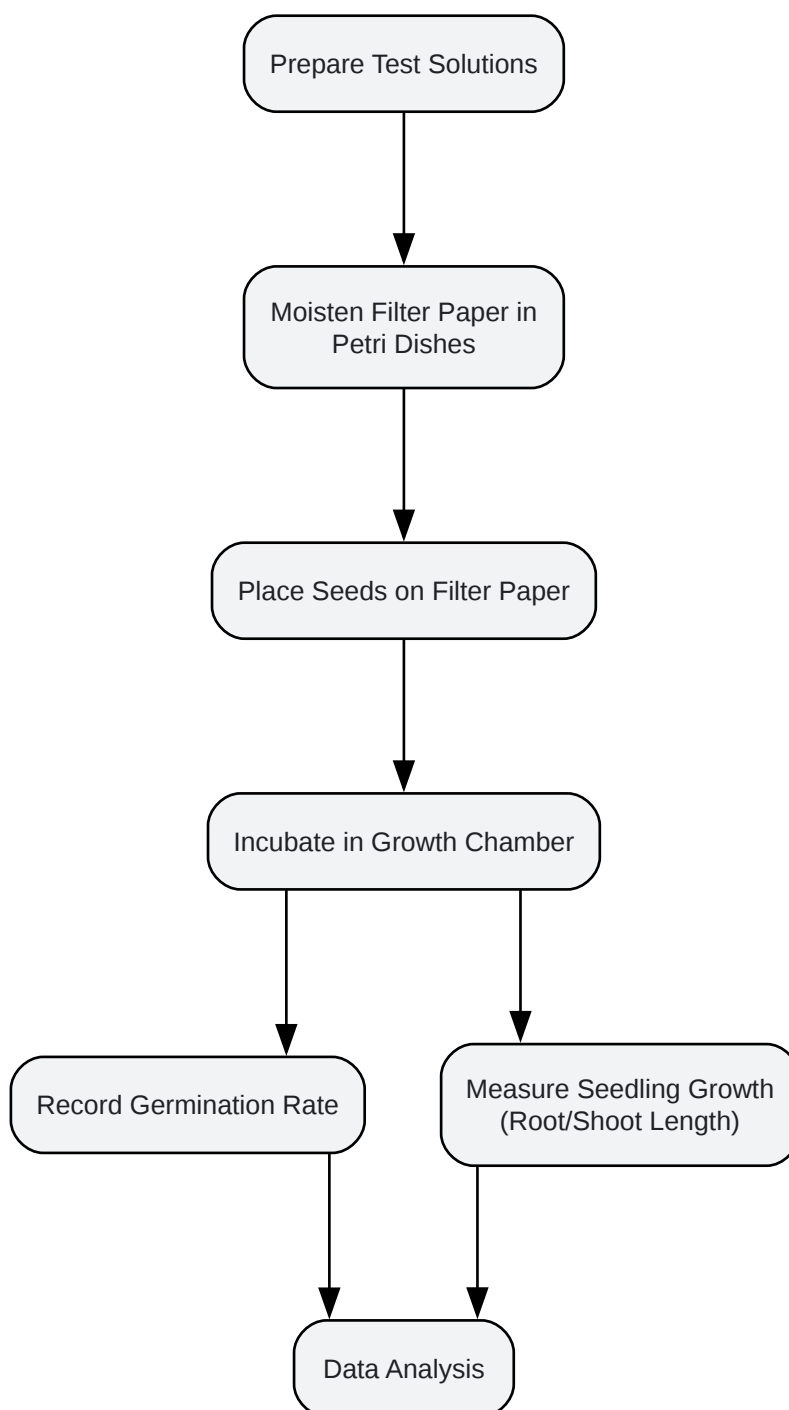 Prepare Test Solutions
Moisten Filter Paper in
Petri Dishes
Place Seeds on Filter Paper
Incubate in Growth Chamber
Record Germination Rate
Measure Seedling Growth
(Root/Shoot Length)
Data Analysis